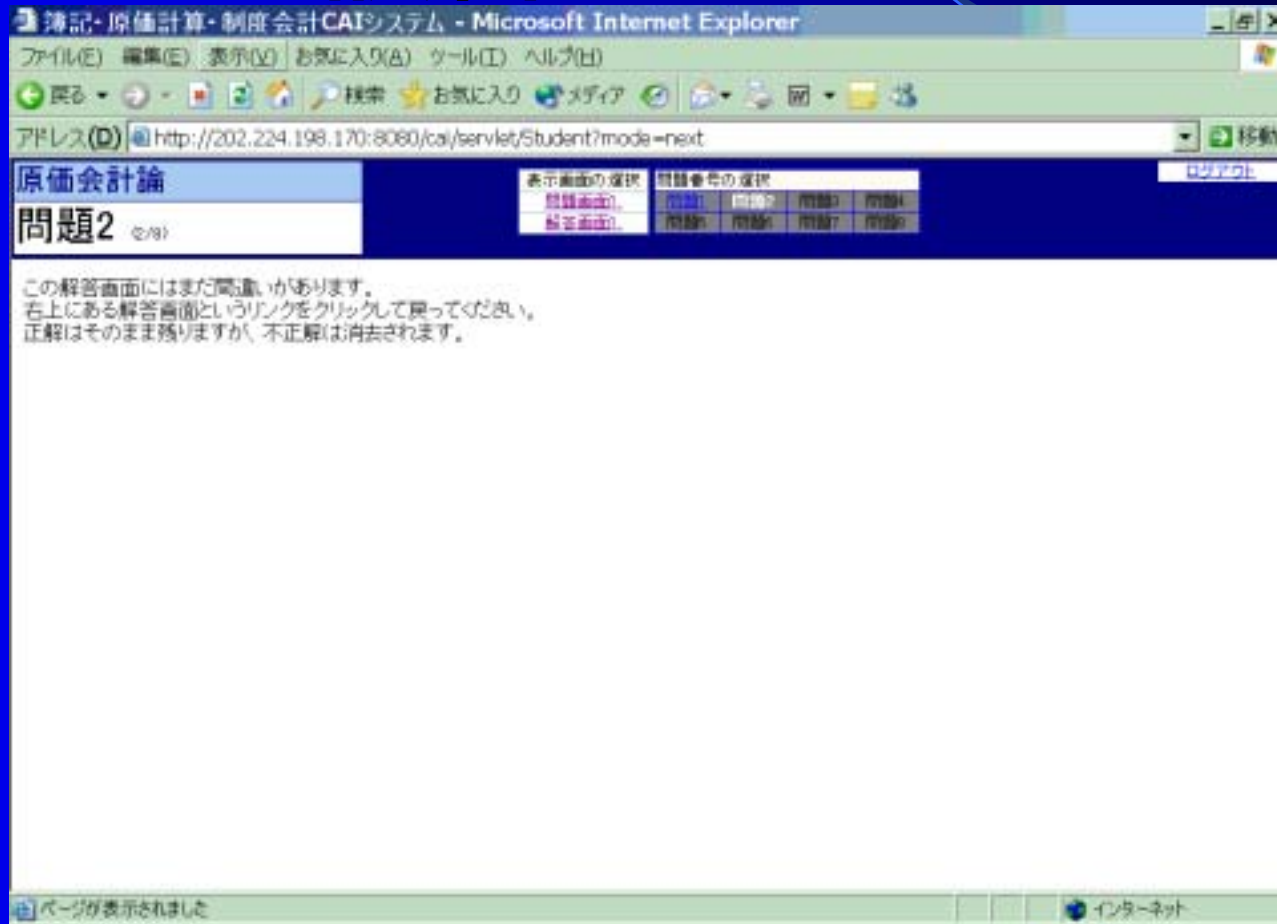 簿記・原価計算・制度会計CAIシステム - Microsoft Internet Explorer
ファイル(E) 編集(E) 表示(V) お気に入り(A) ツール(T) ヘルプ(H)
戻る 検索 お気に入り メディア
アドレス(D) http://202.224.198.170:8080/cai/servlet/Student?mode=next 移動
原価会計論 表示画面の選択 問題番号の選択 ログアウト
問題画面1. 問題1 問題2 問題3 問題4
問題2 (2/8) 解答画面1. 問題5 問題6 問題7 問題8
この解答画面にはまだ間違いがあります。
右上にある解答画面というリンクをクリックして戻ってください。
正解はそのまま残りますが、不正解は消去されます。
ページが表示されました インターネット